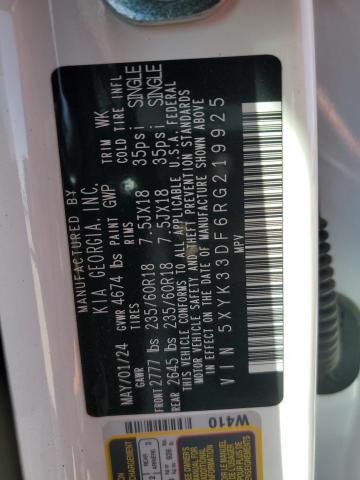 MANUFACTURED BY
KIA GEORGIA, INC.
MAY/01/24 GVWR 4674 lbs PAINT GWP TRIM WK
GAWR RIMS COLD TIRE INFL
FRONT 2777 lbs 235/60R18 7.5JX18 35psi SINGLE
REAR 2645 lbs 235/60R18 7.5JX18 35psi SINGLE
THIS VEHICLE CONFORMS TO ALL APPLICABLE U.S.A. FEDERAL
MOTOR VEHICLE SAFETY AND THEFT PREVENTION STANDARDS
IN EFFECT ON THE DATE OF MANUFACTURE SHOWN ABOVE
VIN 5XYK33DF6RG219925
MPV
W410